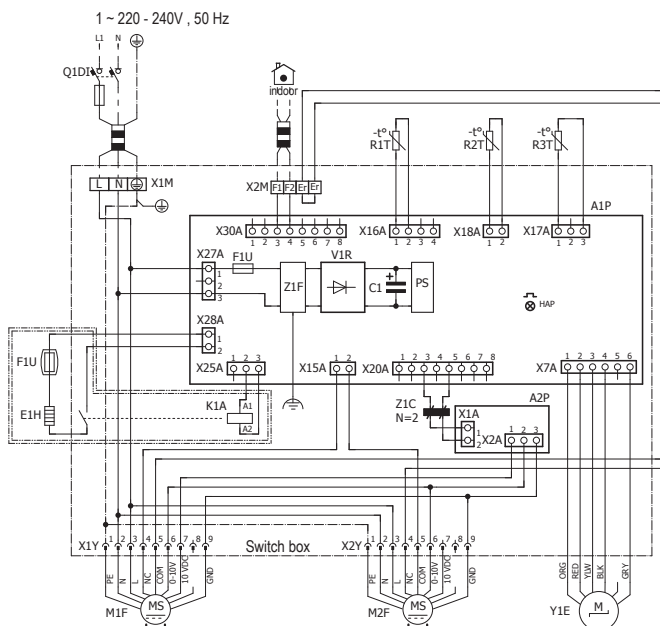 1 ~ 220 - 240V , 50 Hz
L1 N
Q1DI
indoor
-t° R1T
-t° R2T
-t° R3T
L N X1M
X2M F1 F2 Er Er
A1P
X30A 1 2 3 4 5 6 7 8
X16A 1 2 3 4
X18A 1 2
X17A 1 2 3
X27A 1 2 3
F1U
Z1F
V1R
C1 +
PS
HAP
X28A 1 2
F1U
X25A 1 2 3
X15A 1 2
X20A 1 2 3 4 5 6 7 8
X7A 1 2 3 4 5 6
E1H
K1A A1 A2
Z1C
N=2
A2P
X1A 1 2
X2A 1 2 3
X1Y 1 2 3 4 5 6 7 8 9
Switch box
X2Y 1 2 3 4 5 6 7 8 9
PE N L NC COM 0-10V 10 VDC GND
PE N L NC COM 0-10V 10 VDC GND
ORG RED YLW BLK GRY
M1F MS
M2F MS
Y1E M